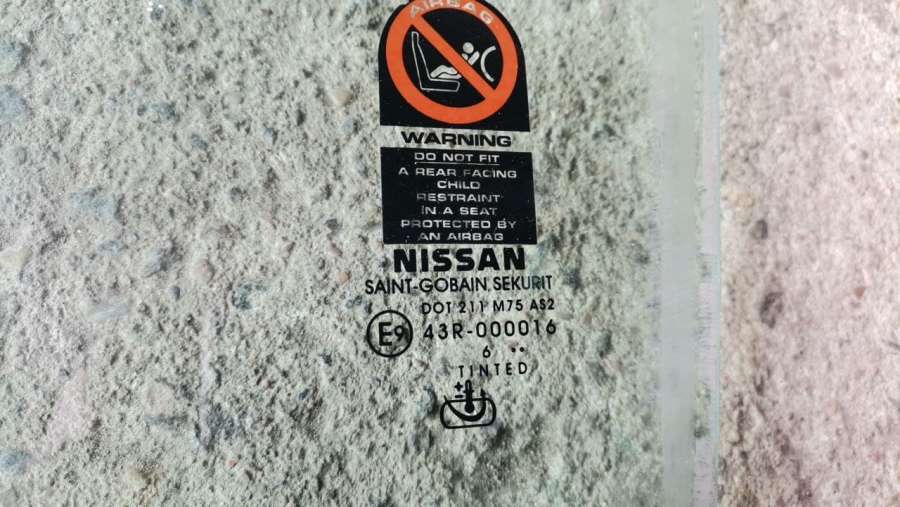 AIRBAG
WARNING
DO NOT FIT
A REAR FACING
CHILD
RESTRAINT
IN A SEAT
PROTECTED BY
AN AIRBAG
NISSAN
SAINT-GOBAIN SEKURIT
DOT 211 M75 AS2
E9 43R-000016
6 ••
TINTED